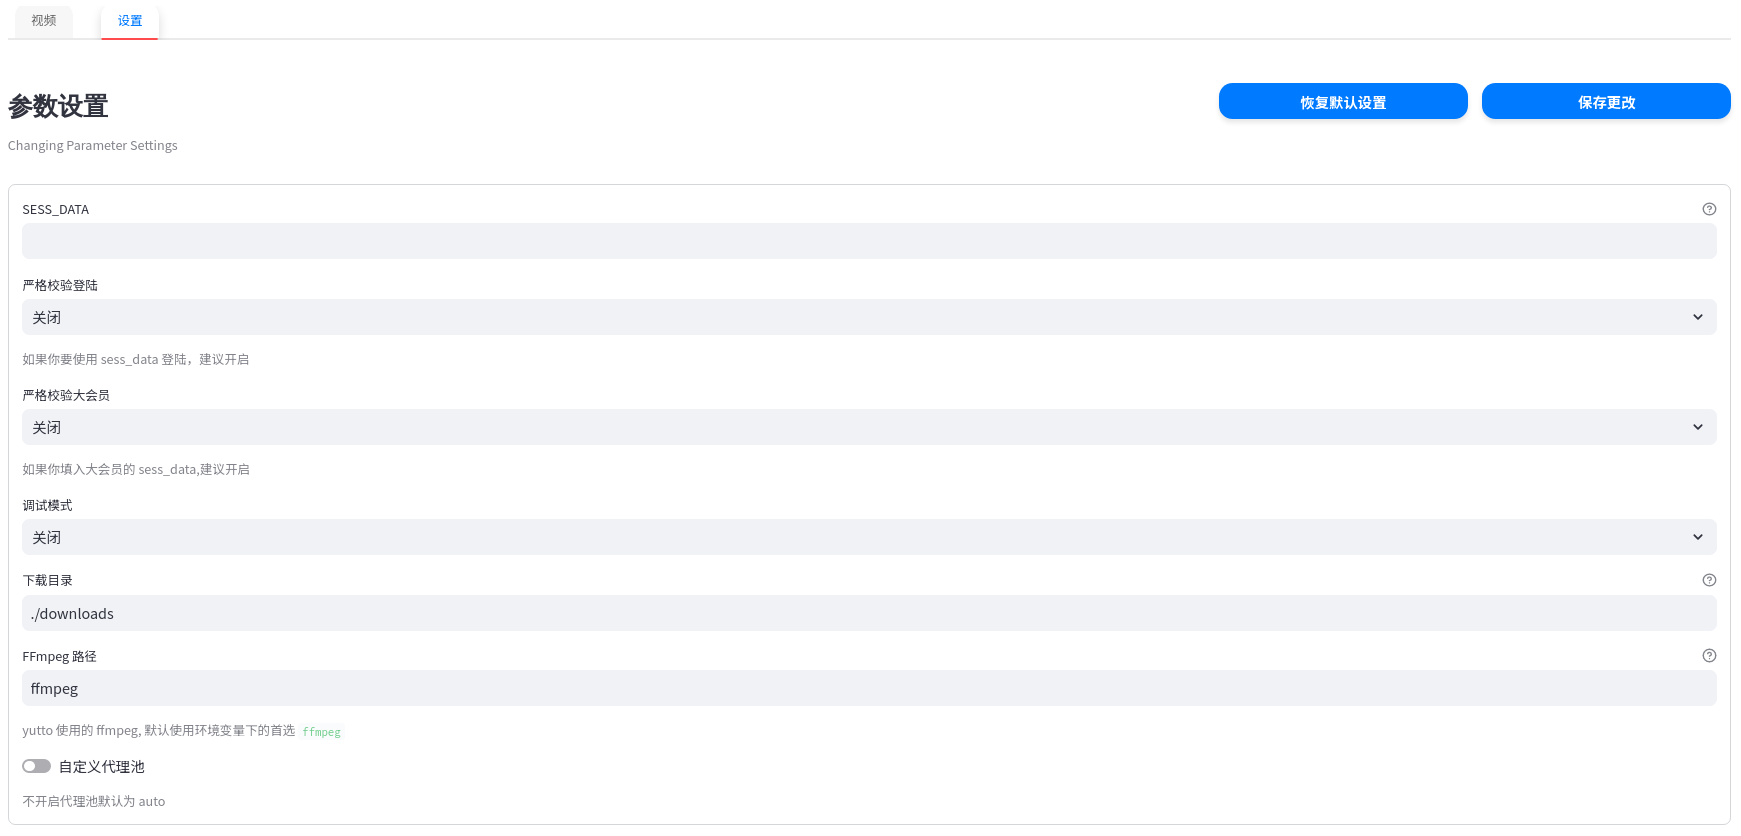 视频
设置
参数设置
恢复默认设置
保存更改
Changing Parameter Settings
SESS_DATA
严格校验登陆
关闭
如果你要使用 sess_data 登陆，建议开启
严格校验大会员
关闭
如果你填入大会员的 sess_data,建议开启
调试模式
关闭
下载目录
./downloads
FFmpeg 路径
ffmpeg
yutto 使用的 ffmpeg, 默认使用环境变量下的首选 ffmpeg
自定义代理池
不开启代理池默认为 auto